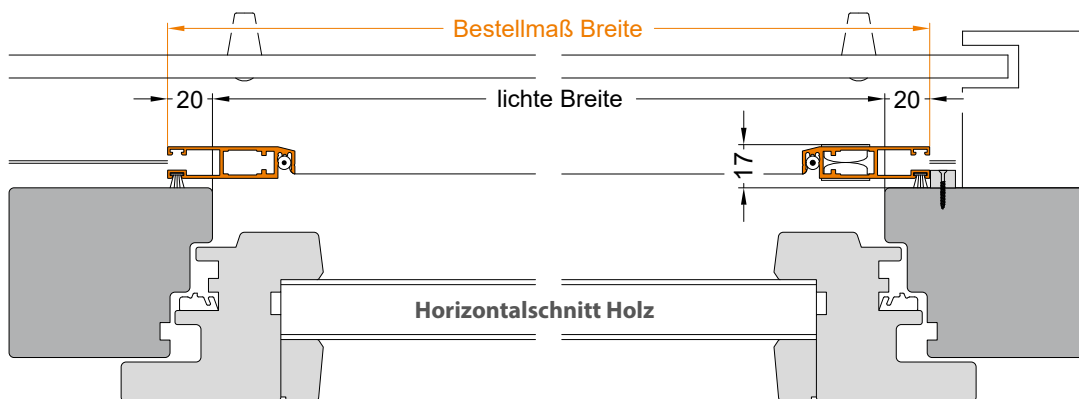 Bestellmaß Breite
20
lichte Breite
20
17
Horizontalschnitt Holz